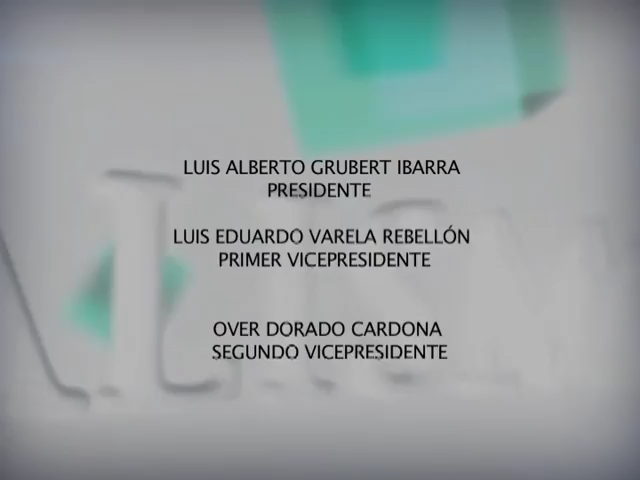 LUIS ALBERTO GRUBERT IBARRA
PRESIDENTE
LUIS EDUARDO VARELA REBELLÓN
PRIMER VICEPRESIDENTE
OVER DORADO CARDONA
SEGUNDO VICEPRESIDENTE